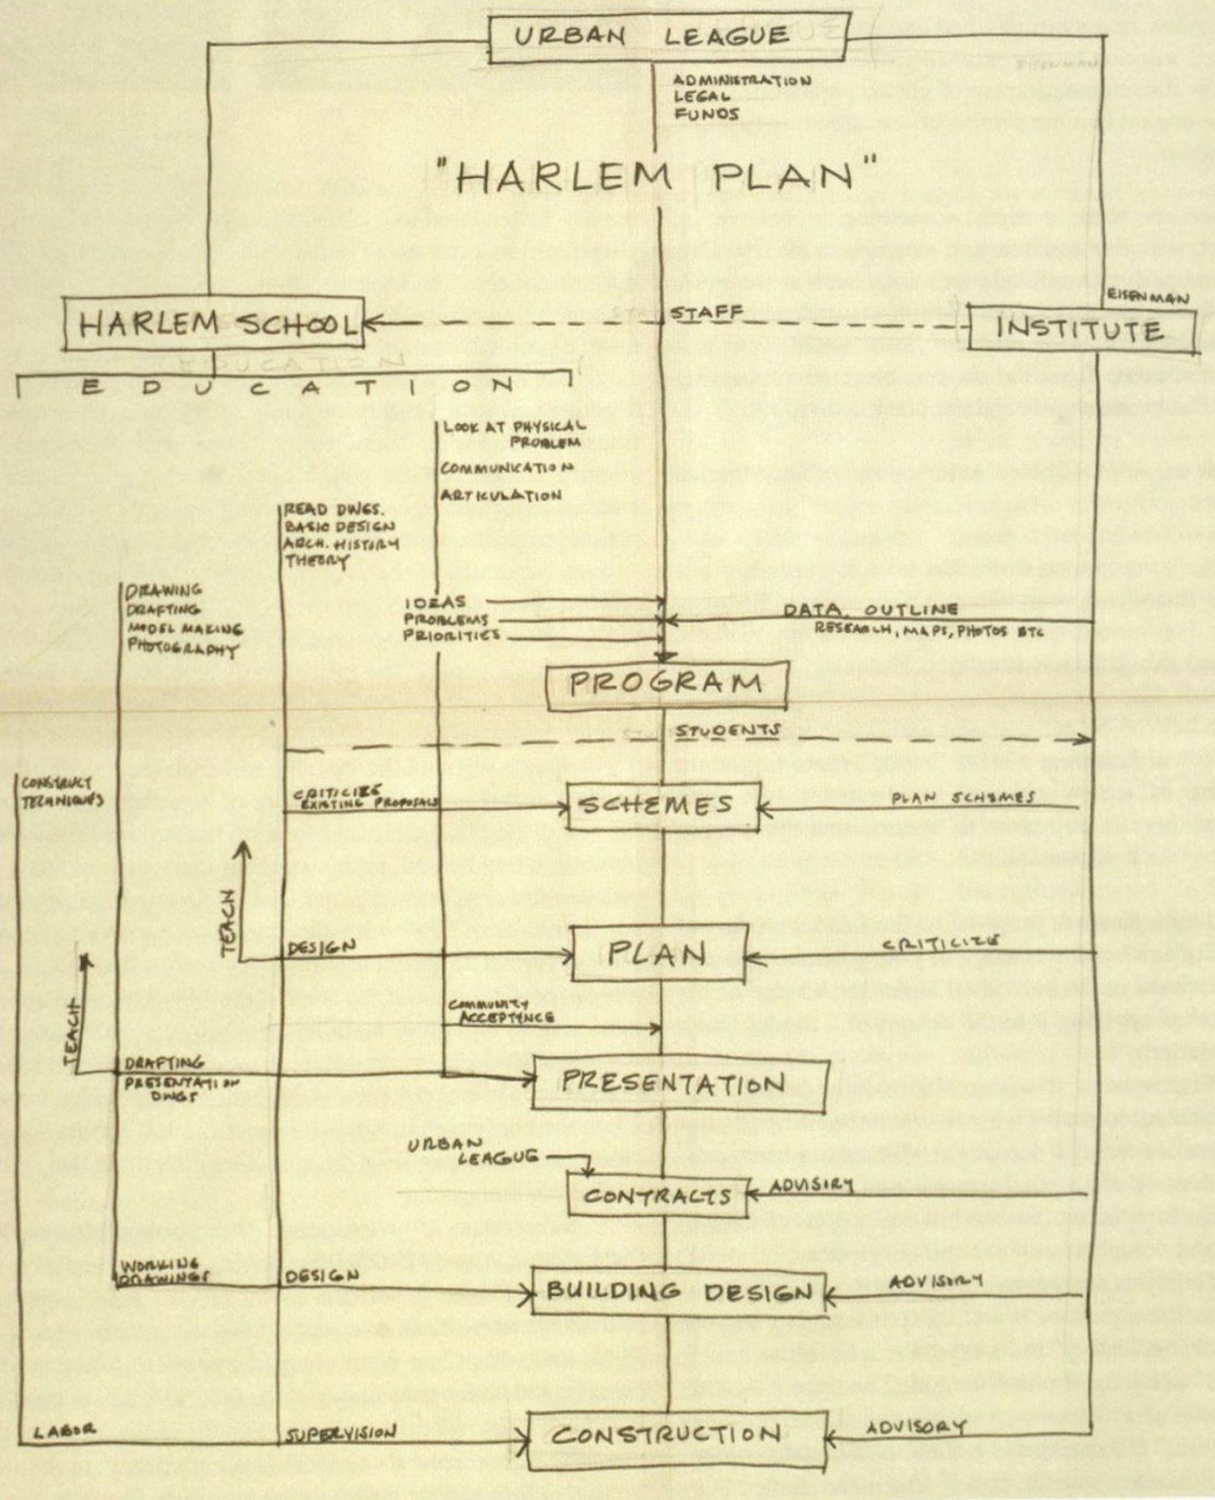 URBAN LEAGUE
ADMINISTRATION
LEGAL
FUNDS
"HARLEM PLAN"
EISENMAN
HARLEM SCHOOL
STAFF
INSTITUTE
EDUCATION
LOOK AT PHYSICAL
PROBLEM
COMMUNICATION
ARTICULATION
READ DWGS.
BASIC DESIGN
ARCH. HISTORY
THEORY
DRAWING
DRAFTING
MODEL MAKING
PHOTOGRAPHY
IDEAS
PROBLEMS
PRIORITIES
DATA, OUTLINE
RESEARCH, MAPS, PHOTOS ETC
PROGRAM
STUDENTS
CONSTRUCT
TECHNIQUES
CRITICIZE
EXISTING PROPOSALS
SCHEMES
PLAN SCHEMES
TEACH
DESIGN
PLAN
CRITICIZE
COMMUNITY
ACCEPTENCE
TEACH
DRAFTING
PRESENTATION
DWGS
PRESENTATION
URBAN
LEAGUE
CONTRACTS
ADVISIRY
WORKING
DRAWINGS
DESIGN
BUILDING DESIGN
ADVISORY
LABOR
SUPERVISION
CONSTRUCTION
ADVISORY